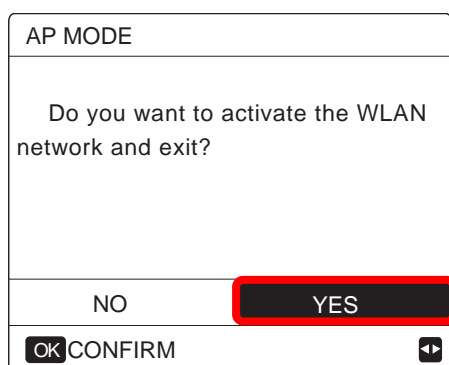 AP MODE
Do you want to activate the WLAN
network and exit?
NO YES
OK CONFIRM